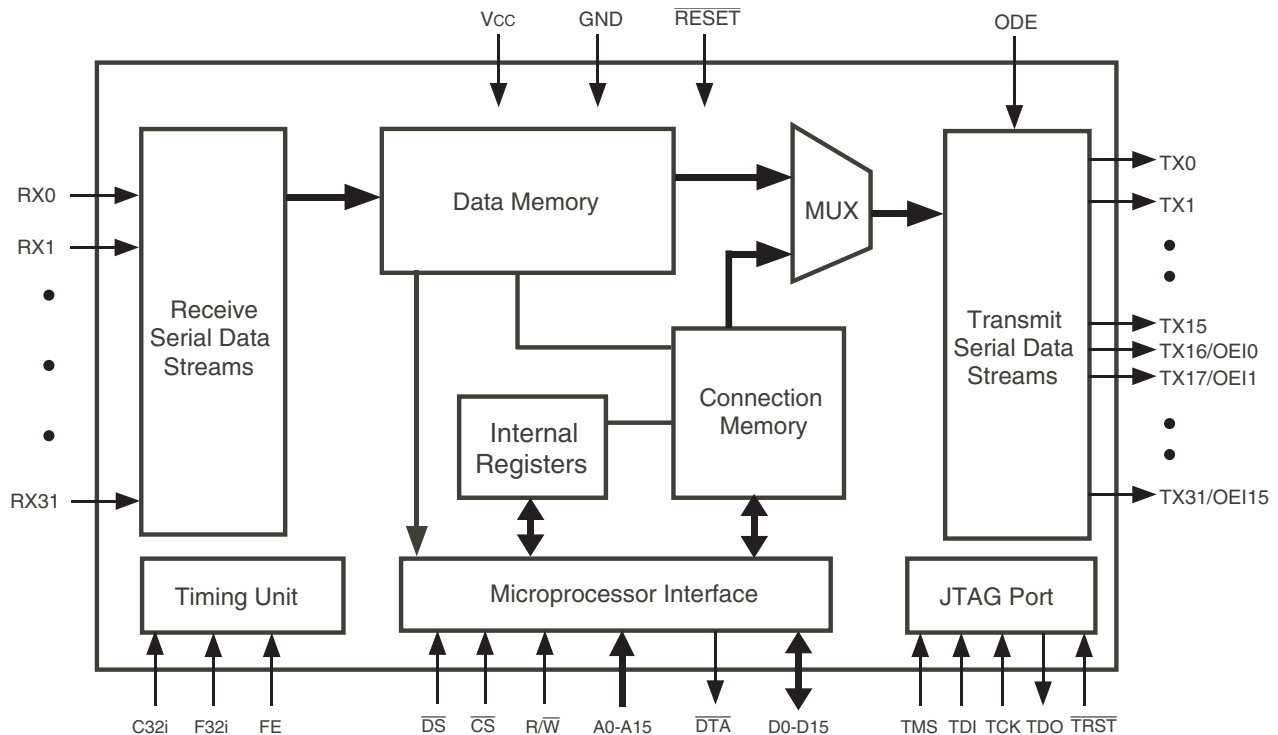 VCC
GND
RESET
ODE
RX0
RX1
RX31
Receive
Serial Data
Streams
Data Memory
MUX
Internal
Registers
Connection
Memory
Transmit
Serial Data
Streams
TX0
TX1
TX15
TX16/OEI0
TX17/OEI1
TX31/OEI15
Timing Unit
Microprocessor Interface
JTAG Port
C32i
F32i
FE
DS
CS
R/W
A0-A15
DTA
D0-D15
TMS
TDI
TCK
TDO
TRST